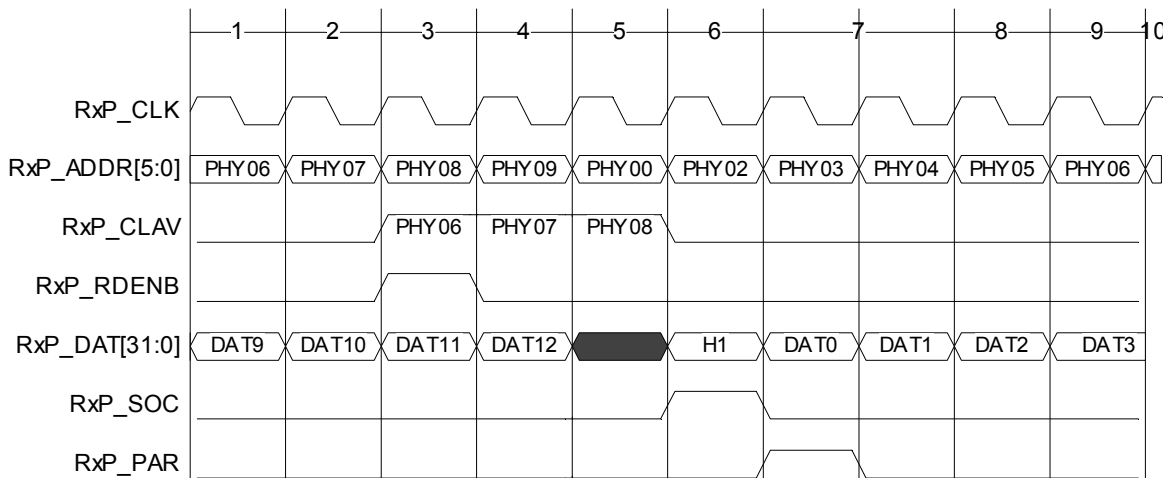 1 2 3 4 5 6 7 8 9 10
RxP_CLK
RxP_ADDR[5:0] PHY06 PHY07 PHY08 PHY09 PHY00 PHY02 PHY03 PHY04 PHY05 PHY06
RxP_CLAV PHY06 PHY07 PHY08
RxP_RDENB
RxP_DAT[31:0] DAT9 DAT10 DAT11 DAT12 H1 DAT0 DAT1 DAT2 DAT3
RxP_SOC
RxP_PAR